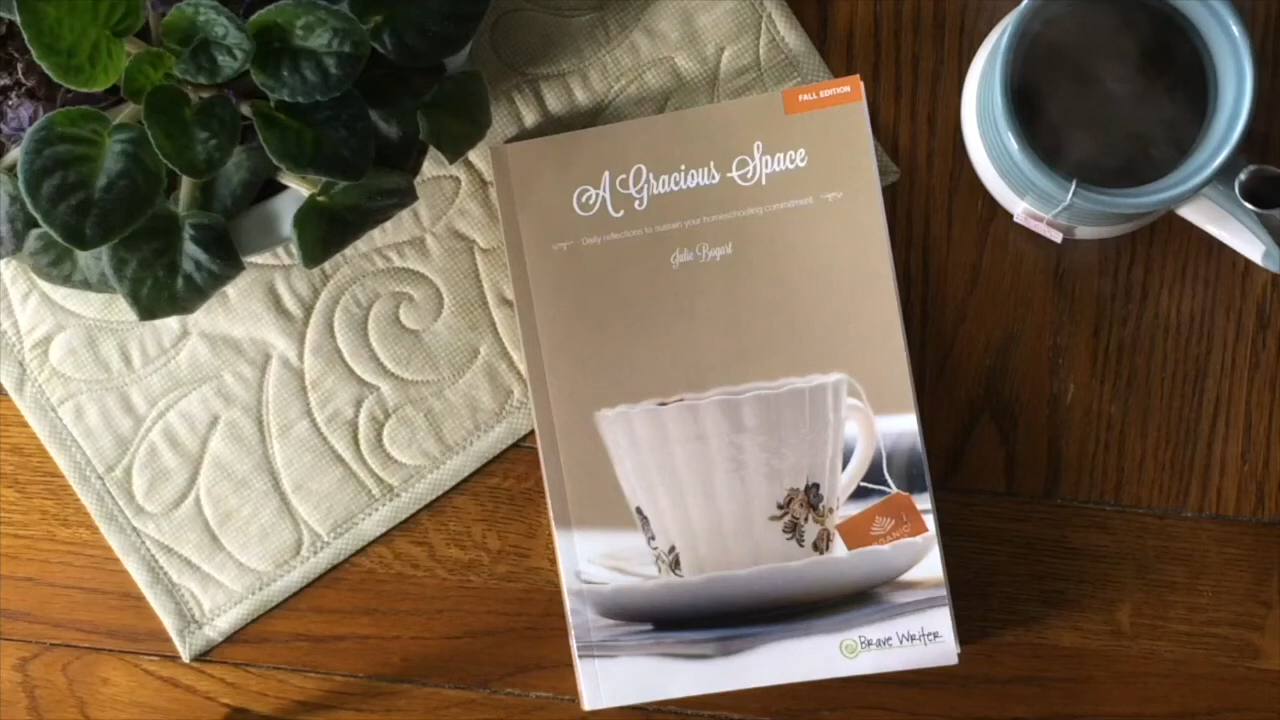 FALL EDITION
A Gracious Space
Daily reflections to sustain your homeschooling commitment
Julie Bogart
Brave Writer